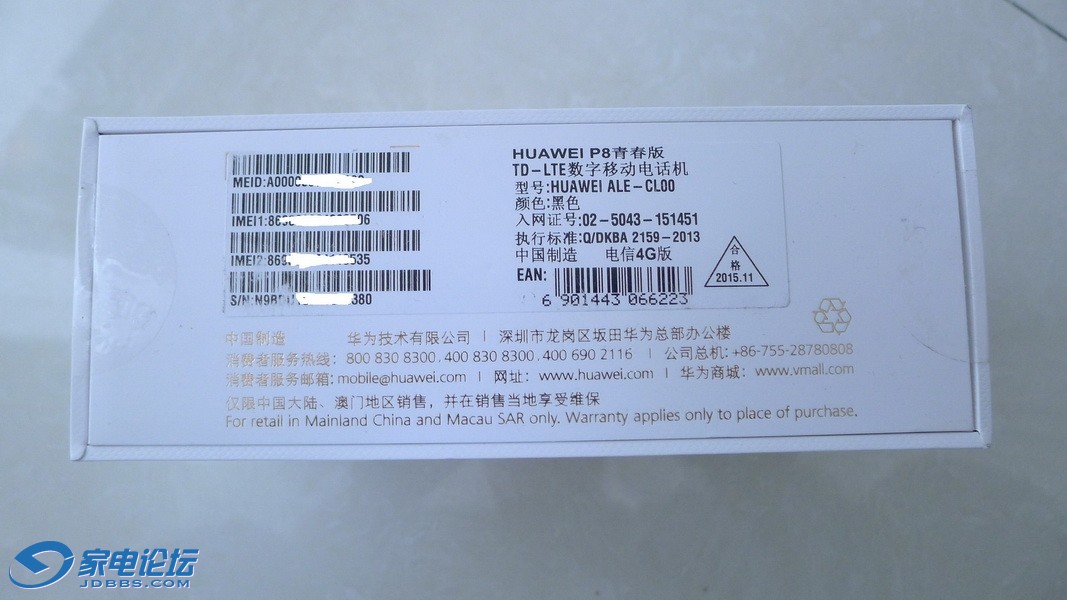 MEID:A000
IMEI1:86 06
IMEI2:869 535
S/N:N9B 380
HUAWEI P8青春版
TD-LTE数字移动电话机
型号:HUAWEI ALE-CL00
颜色:黑色
入网证号:02-5043-151451
执行标准:Q/DKBA 2159-2013
中国制造 电信4G版
EAN:
6 901443 066223
合
格
2015.11
中国制造 华为技术有限公司 | 深圳市龙岗区坂田华为总部办公楼
消费者服务热线: 800 830 8300, 400 830 8300, 400 690 2116 | 公司总机: +86-755-28780808
消费者服务邮箱: mobile@huawei.com | 网址: www.huawei.com | 华为商城: www.vmall.com
仅限中国大陆、澳门地区销售，并在销售当地享受维保
For retail in Mainland China and Macau SAR only. Warranty applies only to place of purchase.
家电论坛
JDBBS.COM